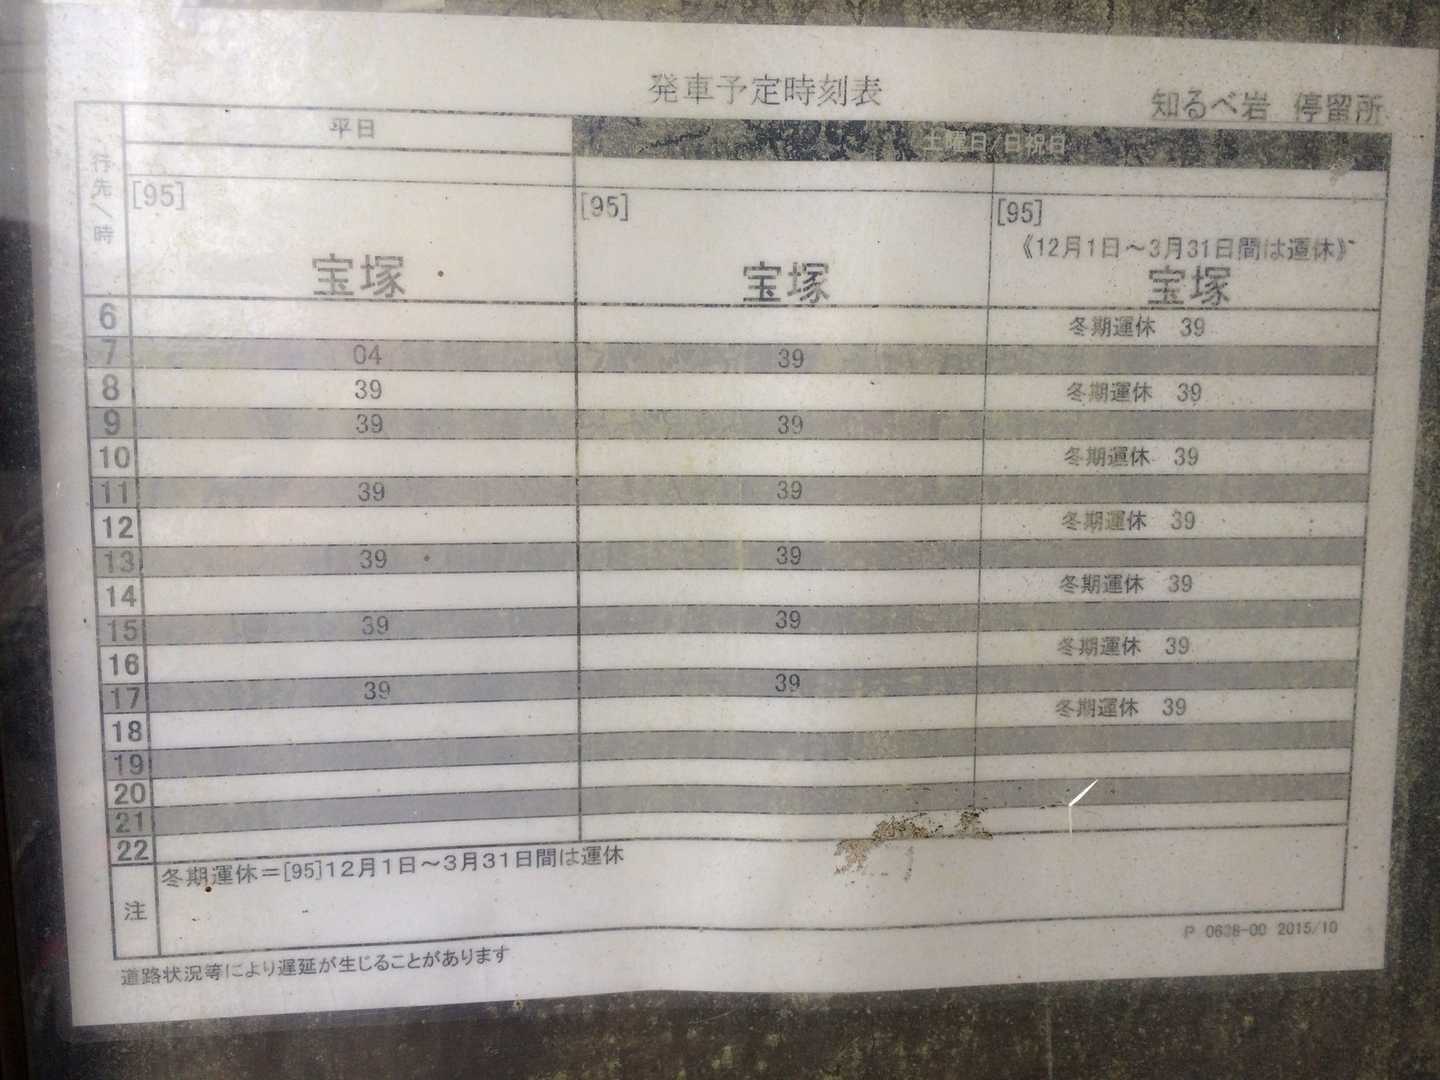 発車予定時刻表
知るべ岩 停留所
行先/時 平日 土曜日/日祝日
[95] [95] [95]
《12月1日～3月31日間は運休》
宝塚 宝塚 宝塚
6 冬期運休 39
7 04 39
8 39 冬期運休 39
9 39 39
10 冬期運休 39
11 39 39
12 冬期運休 39
13 39 39
14 冬期運休 39
15 39 39
16 冬期運休 39
17 39 39
18 冬期運休 39
19
20
21
22
注 冬期運休＝[95]12月1日～3月31日間は運休
P 0638-00 2015/10
道路状況等により遅延が生じることがあります